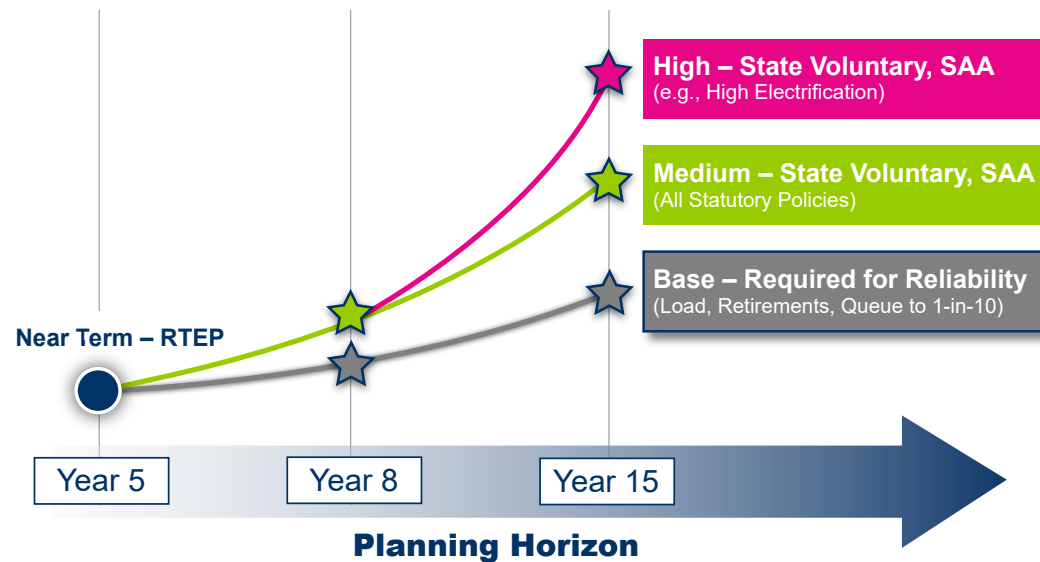 High – State Voluntary, SAA
(e.g., High Electrification)
Medium – State Voluntary, SAA
(All Statutory Policies)
Base – Required for Reliability
(Load, Retirements, Queue to 1-in-10)
Near Term – RTEP
Year 5
Year 8
Year 15
Planning Horizon